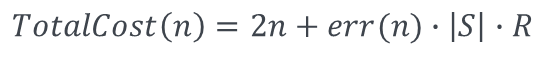 TotalCost(n) = 2n + err(n) · |S| · R